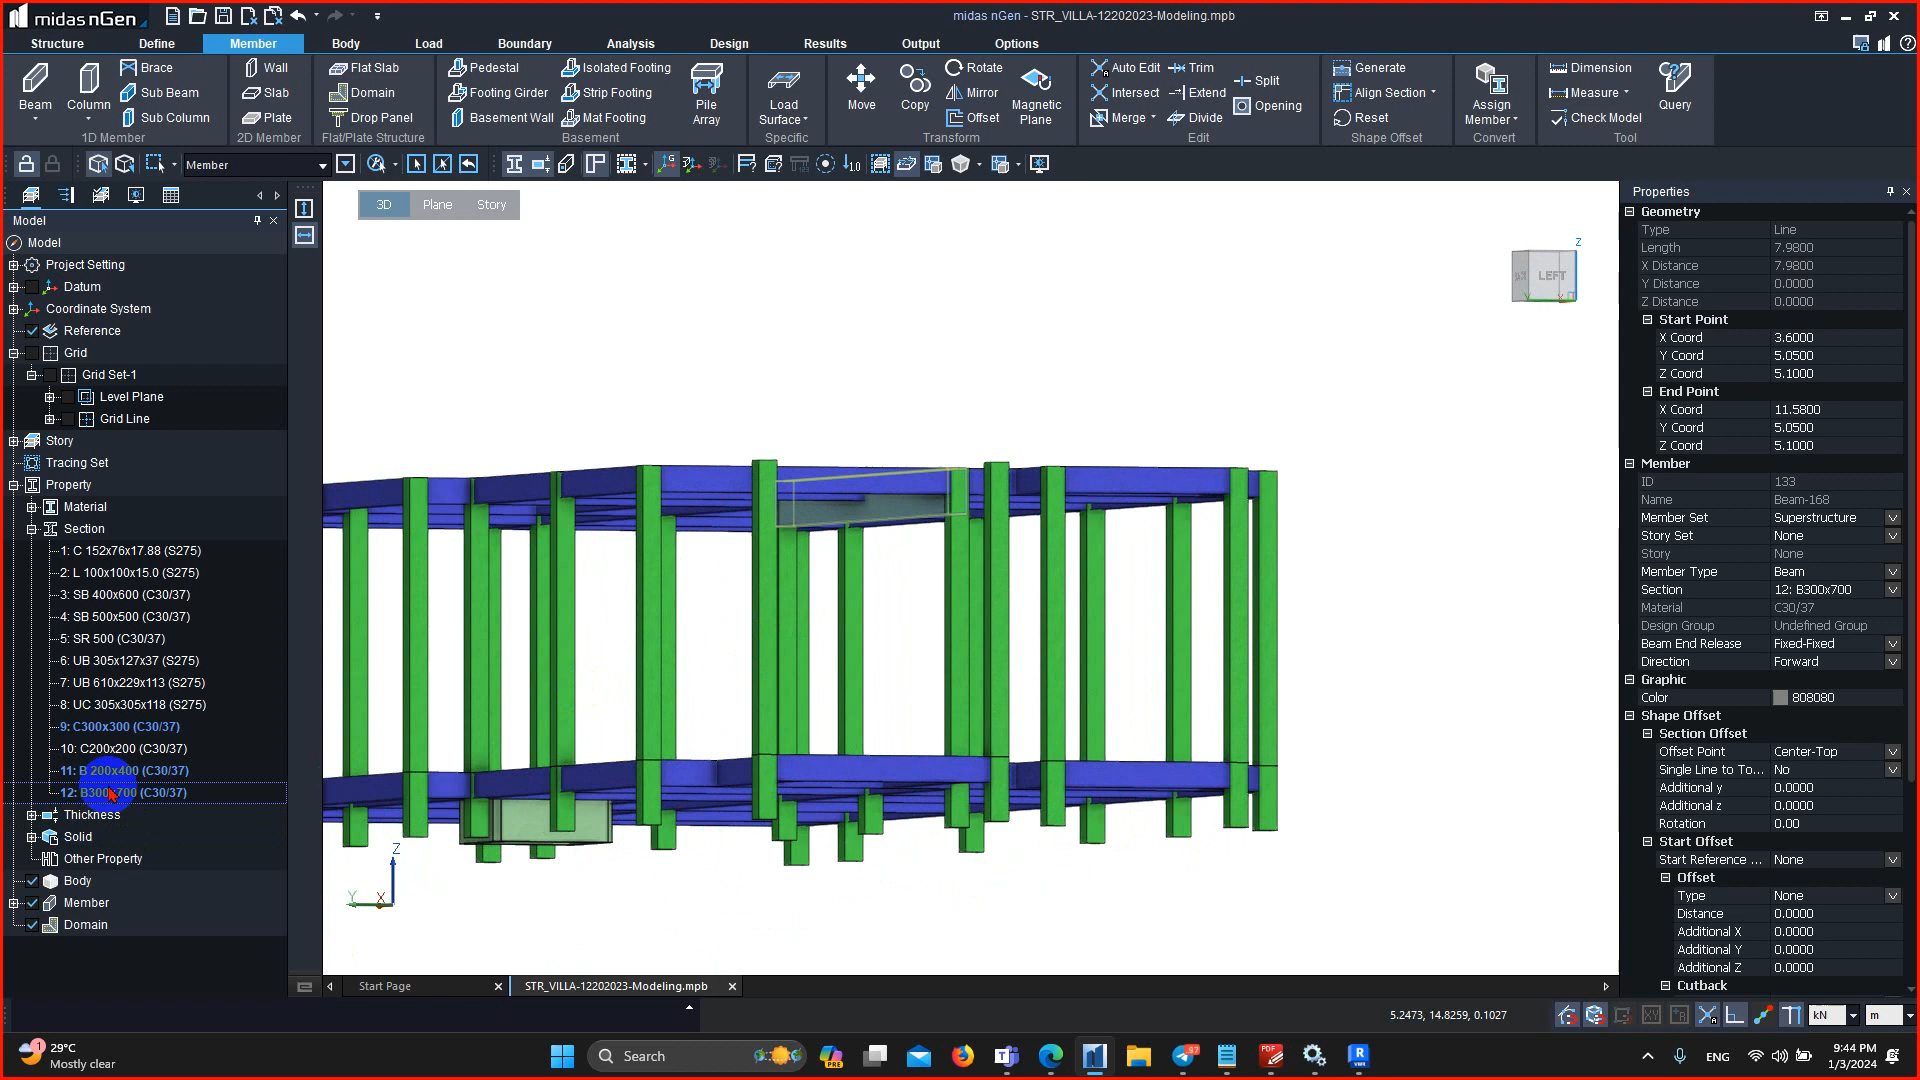 midas nGen
midas nGen - STR_VILLA-12202023-Modeling.mpb
Structure Define Member Body Load Boundary Analysis Design Results Output Options
Beam
Column
Brace
Sub Beam
Sub Column
1D Member
Wall
Slab
Plate
2D Member
Flat Slab
Domain
Drop Panel
Flat/Plate Structure
Pedestal
Footing Girder
Basement Wall
Isolated Footing
Strip Footing
Mat Footing
Pile Array
Basement
Load Surface
Specific
Move
Copy
Rotate
Mirror
Offset
Magnetic Plane
Transform
Auto Edit
Intersect
Merge
Trim
Extend
Divide
Split
Opening
Edit
Generate
Align Section
Reset
Shape Offset
Assign Member
Convert
Dimension
Measure
Check Model
Query
Tool
Member
Model
Model
Project Setting
Datum
Coordinate System
Reference
Grid
Grid Set-1
Level Plane
Grid Line
Story
Tracing Set
Property
Material
Section
1: C 152x76x17.88 (S275)
2: L 100x100x15.0 (S275)
3: SB 400x600 (C30/37)
4: SB 500x500 (C30/37)
5: SR 500 (C30/37)
6: UB 305x127x37 (S275)
7: UB 610x229x113 (S275)
8: UC 305x305x118 (S275)
9: C300x300 (C30/37)
10: C200x200 (C30/37)
11: B 200x400 (C30/37)
12: B300x700 (C30/37)
Thickness
Solid
Other Property
Body
Member
Domain
3D Plane Story
Z
LEFT
Z
Y X
Properties
Geometry
Type Line
Length 7.9800
X Distance 7.9800
Y Distance 0.0000
Z Distance 0.0000
Start Point
X Coord 3.6000
Y Coord 5.0500
Z Coord 5.1000
End Point
X Coord 11.5800
Y Coord 5.0500
Z Coord 5.1000
Member
ID 133
Name Beam-168
Member Set Superstructure
Story Set None
Story None
Member Type Beam
Section 12: B300x700
Material C30/37
Design Group Undefined Group
Beam End Release Fixed-Fixed
Direction Forward
Graphic
Color 808080
Shape Offset
Section Offset
Offset Point Center-Top
Single Line to To... No
Additional y 0.0000
Additional z 0.0000
Rotation 0.00
Start Offset
Start Reference ... None
Offset
Type None
Distance 0.0000
Additional X 0.0000
Additional Y 0.0000
Additional Z 0.0000
Cutback
Start Page STR_VILLA-12202023-Modeling.mpb
5.2473, 14.8259, 0.1027
kN m
29°C
Mostly clear
Search
ENG
9:44 PM
1/3/2024